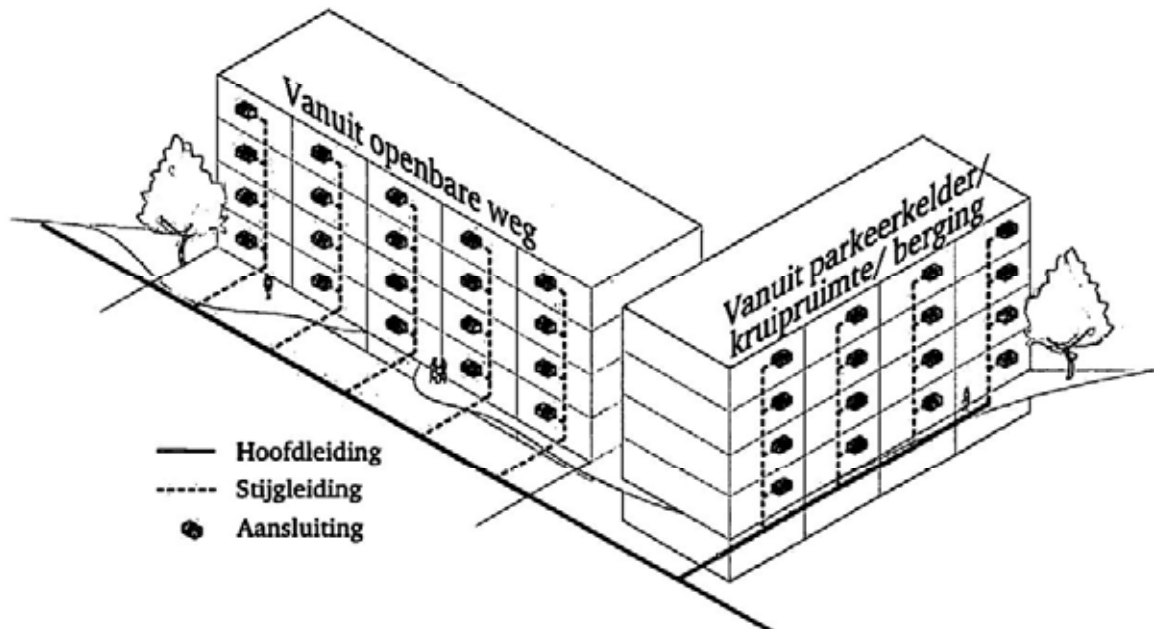 Vanuit openbare weg
Vanuit parkeerkelder/
kruipruimte/ berging
Hoofdleiding
Stijgleiding
Aansluiting